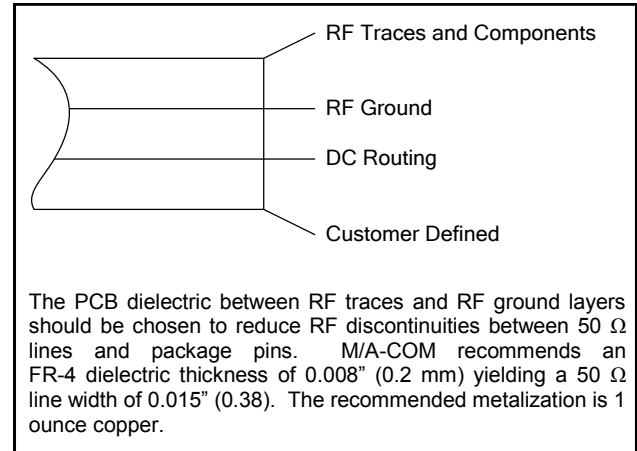 RF Traces and Components
RF Ground
DC Routing
Customer Defined
The PCB dielectric between RF traces and RF ground layers
should be chosen to reduce RF discontinuities between 50 Ω
lines and package pins. M/A-COM recommends an
FR-4 dielectric thickness of 0.008” (0.2 mm) yielding a 50 Ω
line width of 0.015” (0.38). The recommended metalization is 1
ounce copper.